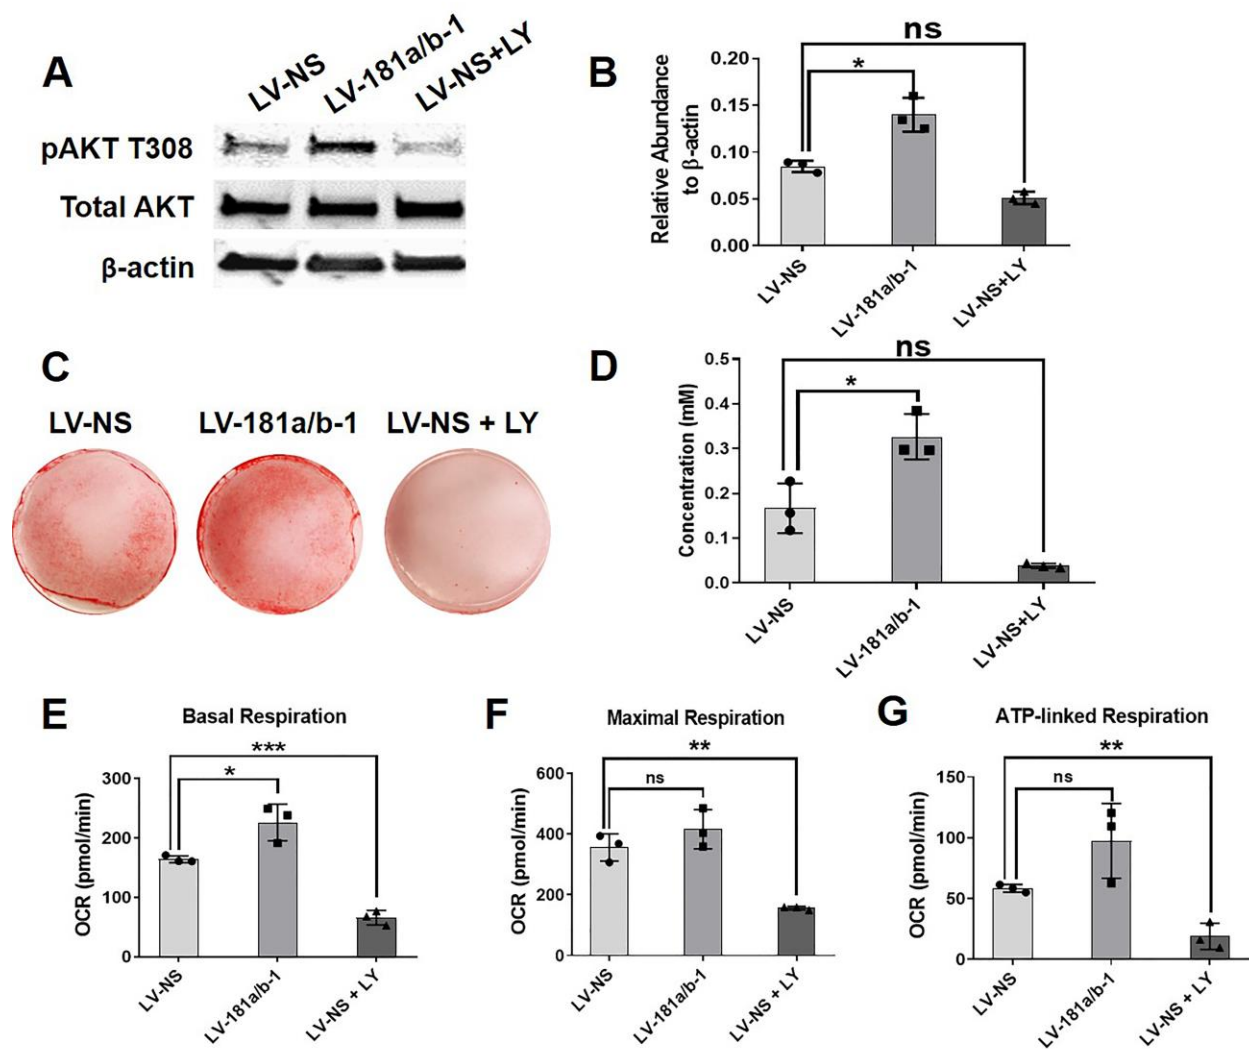 A
LV-NS
LV-181a/b-1
LV-NS+LY
pAKT T308
Total AKT
β-actin
B
ns
*
Relative Abundance
to β-actin
0.20
0.15
0.10
0.05
0.00
LV-NS
LV-181a/b-1
LV-NS+LY
C
LV-NS
LV-181a/b-1
LV-NS + LY
D
ns
*
Concentration (mM)
0.5
0.4
0.3
0.2
0.1
0.0
LV-NS
LV-181a/b-1
LV-NS+LY
E
Basal Respiration
***
*
OCR (pmol/min)
300
200
100
0
LV-NS
LV-181a/b-1
LV-NS + LY
F
Maximal Respiration
**
ns
OCR (pmol/min)
600
400
200
0
LV-NS
LV-181a/b-1
LV-NS + LY
G
ATP-linked Respiration
**
ns
OCR (pmol/min)
150
100
50
0
LV-NS
LV-181a/b-1
LV-NS + LY